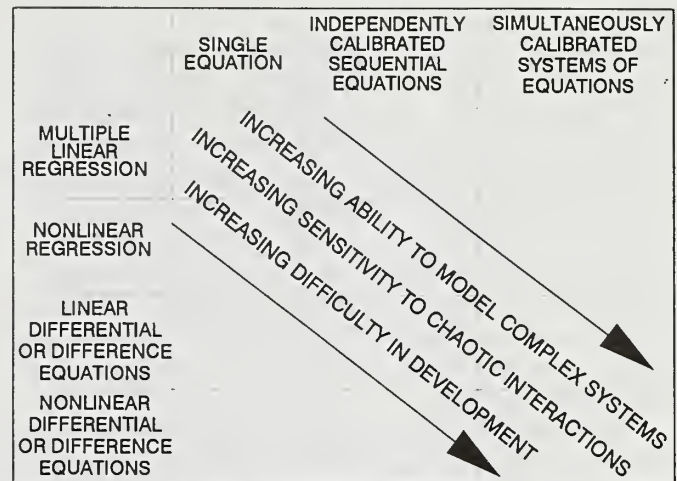 SINGLE
EQUATION
INDEPENDENTLY
CALIBRATED
SEQUENTIAL
EQUATIONS
SIMULTANEOUSLY
CALIBRATED
SYSTEMS OF
EQUATIONS
MULTIPLE
LINEAR
REGRESSION
NONLINEAR
REGRESSION
LINEAR
DIFFERENTIAL
OR DIFFERENCE
EQUATIONS
NONLINEAR
DIFFERENTIAL
OR DIFFERENCE
EQUATIONS
INCREASING ABILITY TO MODEL COMPLEX SYSTEMS
INCREASING SENSITIVITY TO CHAOTIC INTERACTIONS
INCREASING DIFFICULTY IN DEVELOPMENT